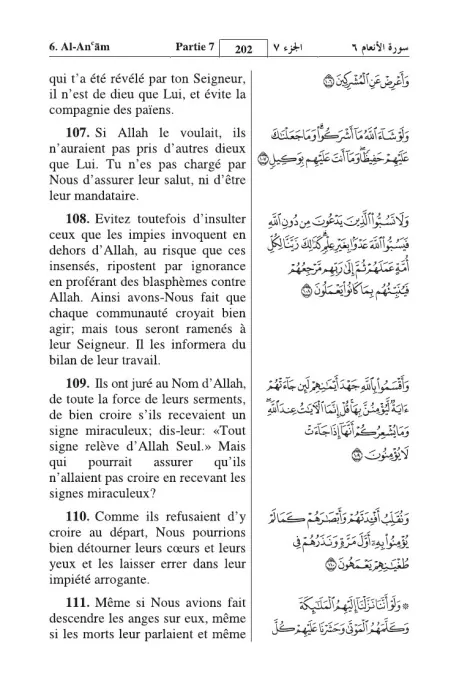 6. Al-Anᶜām Partie 7 202 الجزء ٧ سورة الأنعام ٦
qui t’a été révélé par ton Seigneur,
il n’est de dieu que Lui, et évite la
compagnie des païens.
107. Si Allah le voulait, ils
n’auraient pas pris d’autres dieux
que Lui. Tu n’es pas chargé par
Nous d’assurer leur salut, ni d’être
leur mandataire.
108. Evitez toutefois d’insulter
ceux que les impies invoquent en
dehors d’Allah, au risque que ces
insensés, ripostent par ignorance
en proférant des blasphèmes contre
Allah. Ainsi avons-Nous fait que
chaque communauté croyait bien
agir; mais tous seront ramenés à
leur Seigneur. Il les informera du
bilan de leur travail.
109. Ils ont juré au Nom d’Allah,
de toute la force de leurs serments,
de bien croire s’ils recevaient un
signe miraculeux; dis-leur: «Tout
signe relève d’Allah Seul.» Mais
qui pourrait assurer qu’ils
n’allaient pas croire en recevant les
signes miraculeux?
110. Comme ils refusaient d’y
croire au départ, Nous pourrions
bien détourner leurs cœurs et leurs
yeux et les laisser errer dans leur
impiété arrogante.
111. Même si Nous avions fait
descendre les anges sur eux, même
si les morts leur parlaient et même
وَأَعْرِضْ عَنِ ٱلْمُشْرِكِينَ ١٠٦
وَلَوْ شَآءَ ٱللَّهُ مَآ أَشْرَكُوا۟ وَمَا جَعَلْنَٰكَ
عَلَيْهِمْ حَفِيظًا وَمَآ أَنتَ عَلَيْهِم بِوَكِيلٍ ١٠٧
وَلَا تَسُبُّوا۟ ٱلَّذِينَ يَدْعُونَ مِن دُونِ ٱللَّهِ
فَيَسُبُّوا۟ ٱللَّهَ عَدْوًۢا بِغَيْرِ عِلْمٍ كَذَٰلِكَ زَيَّنَّا لِكُلِّ
أُمَّةٍ عَمَلَهُمْ ثُمَّ إِلَىٰ رَبِّهِم مَّرْجِعُهُمْ
فَيُنَبِّئُهُم بِمَا كَانُوا۟ يَعْمَلُونَ ١٠٨
وَأَقْسَمُوا۟ بِٱللَّهِ جَهْدَ أَيْمَٰنِهِمْ لَئِن جَآءَتْهُمْ
ءَايَةٌ لَّيُؤْمِنُنَّ بِهَا قُلْ إِنَّمَا ٱلْءَايَٰتُ عِندَ ٱللَّهِ
وَمَا يُشْعِرُكُمْ أَنَّهَآ إِذَا جَآءَتْ
لَا يُؤْمِنُونَ ١٠٩
وَنُقَلِّبُ أَفْـِٔدَتَهُمْ وَأَبْصَٰرَهُمْ كَمَا لَمْ
يُؤْمِنُوا۟ بِهِۦٓ أَوَّلَ مَرَّةٍ وَنَذَرُهُمْ فِى
طُغْيَٰنِهِمْ يَعْمَهُونَ ١١٠
۞ وَلَوْ أَنَّنَا نَزَّلْنَآ إِلَيْهِمُ ٱلْمَلَٰٓئِكَةَ
وَكَلَّمَهُمُ ٱلْمَوْتَىٰ وَحَشَرْنَا عَلَيْهِمْ كُلَّ